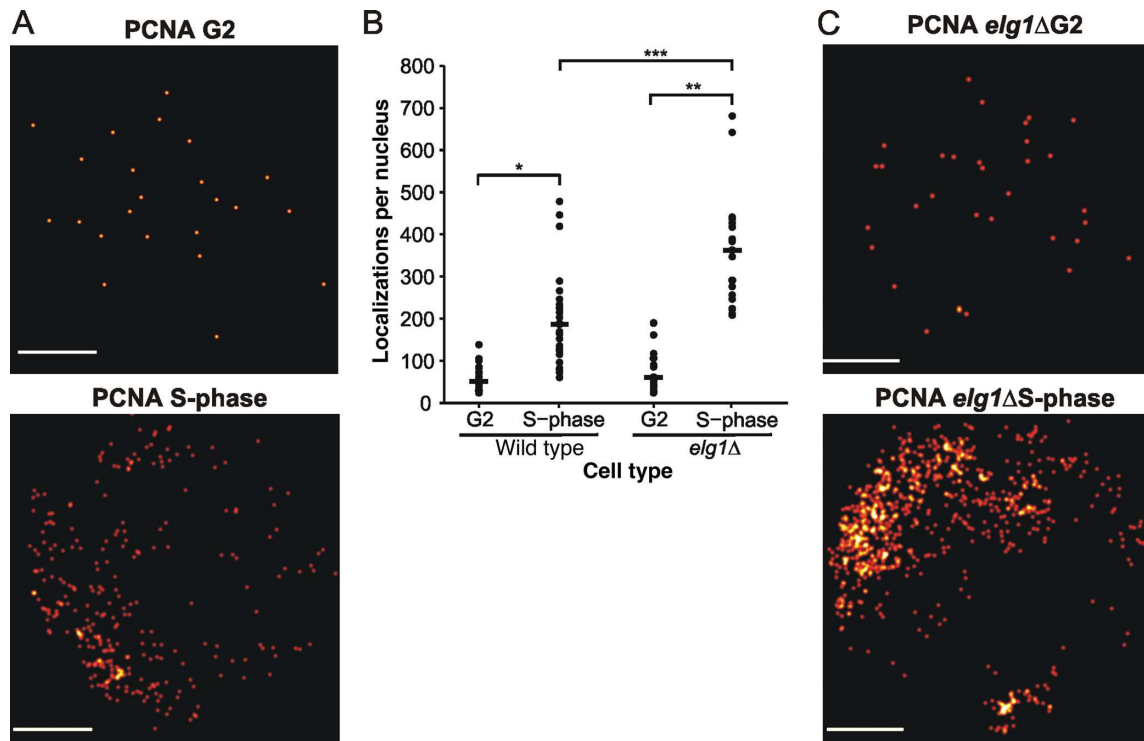 A
PCNA G2
PCNA S-phase
B
Localizations per nucleus
800
700
600
500
400
300
200
100
0
*
**
***
G2 S-phase G2 S-phase
Wild type elg1Δ
Cell type
C
PCNA elg1ΔG2
PCNA elg1ΔS-phase